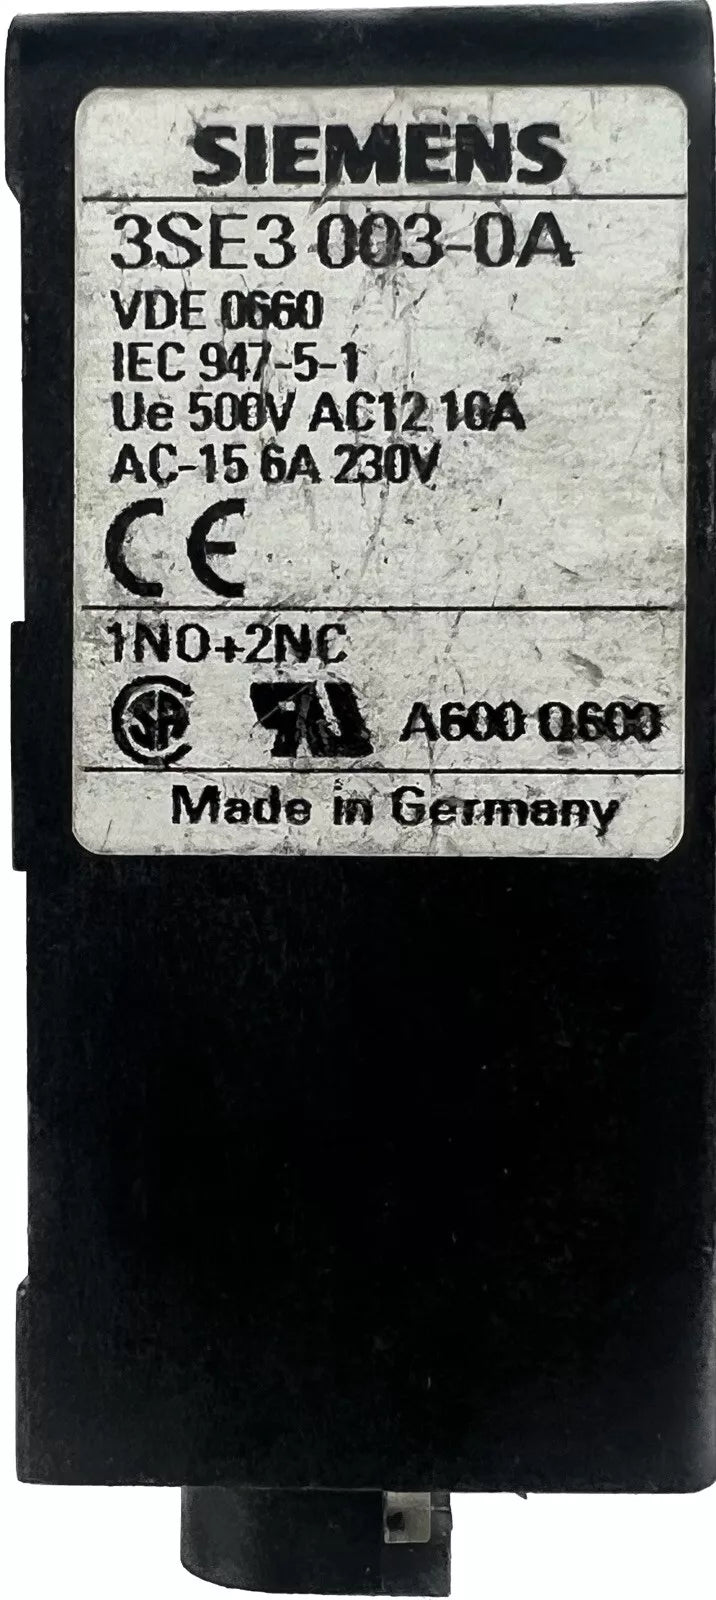 SIEMENS
3SE3 003-0A
VDE 0660
IEC 947-5-1
Ue 500V AC12 10A
AC-15 6A 230V
CE
1NO+2NC
SA A600 Q600
Made in Germany